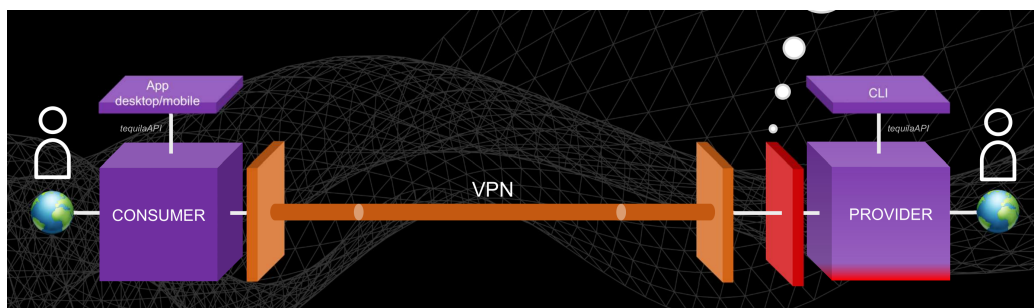 App
desktop/mobile
tequilaAPI
CONSUMER
VPN
CLI
tequilaAPI
PROVIDER